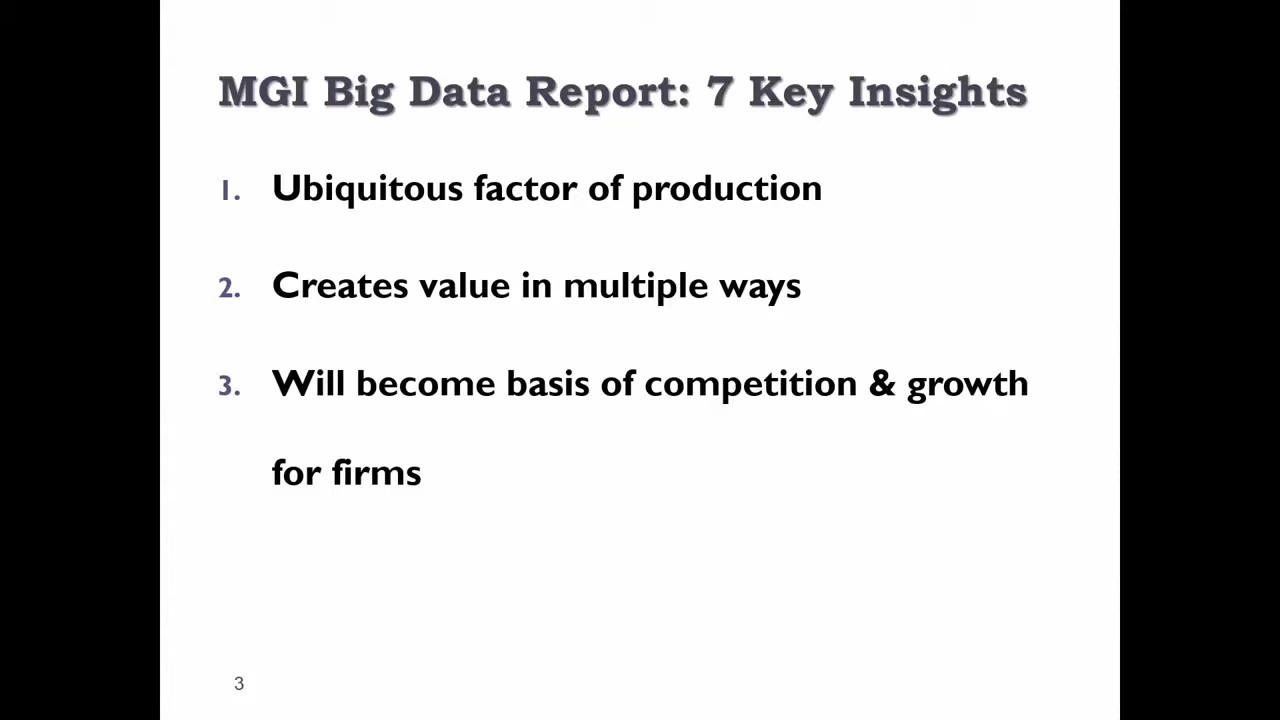 MGI Big Data Report: 7 Key Insights
1. Ubiquitous factor of production
2. Creates value in multiple ways
3. Will become basis of competition & growth
for firms
3